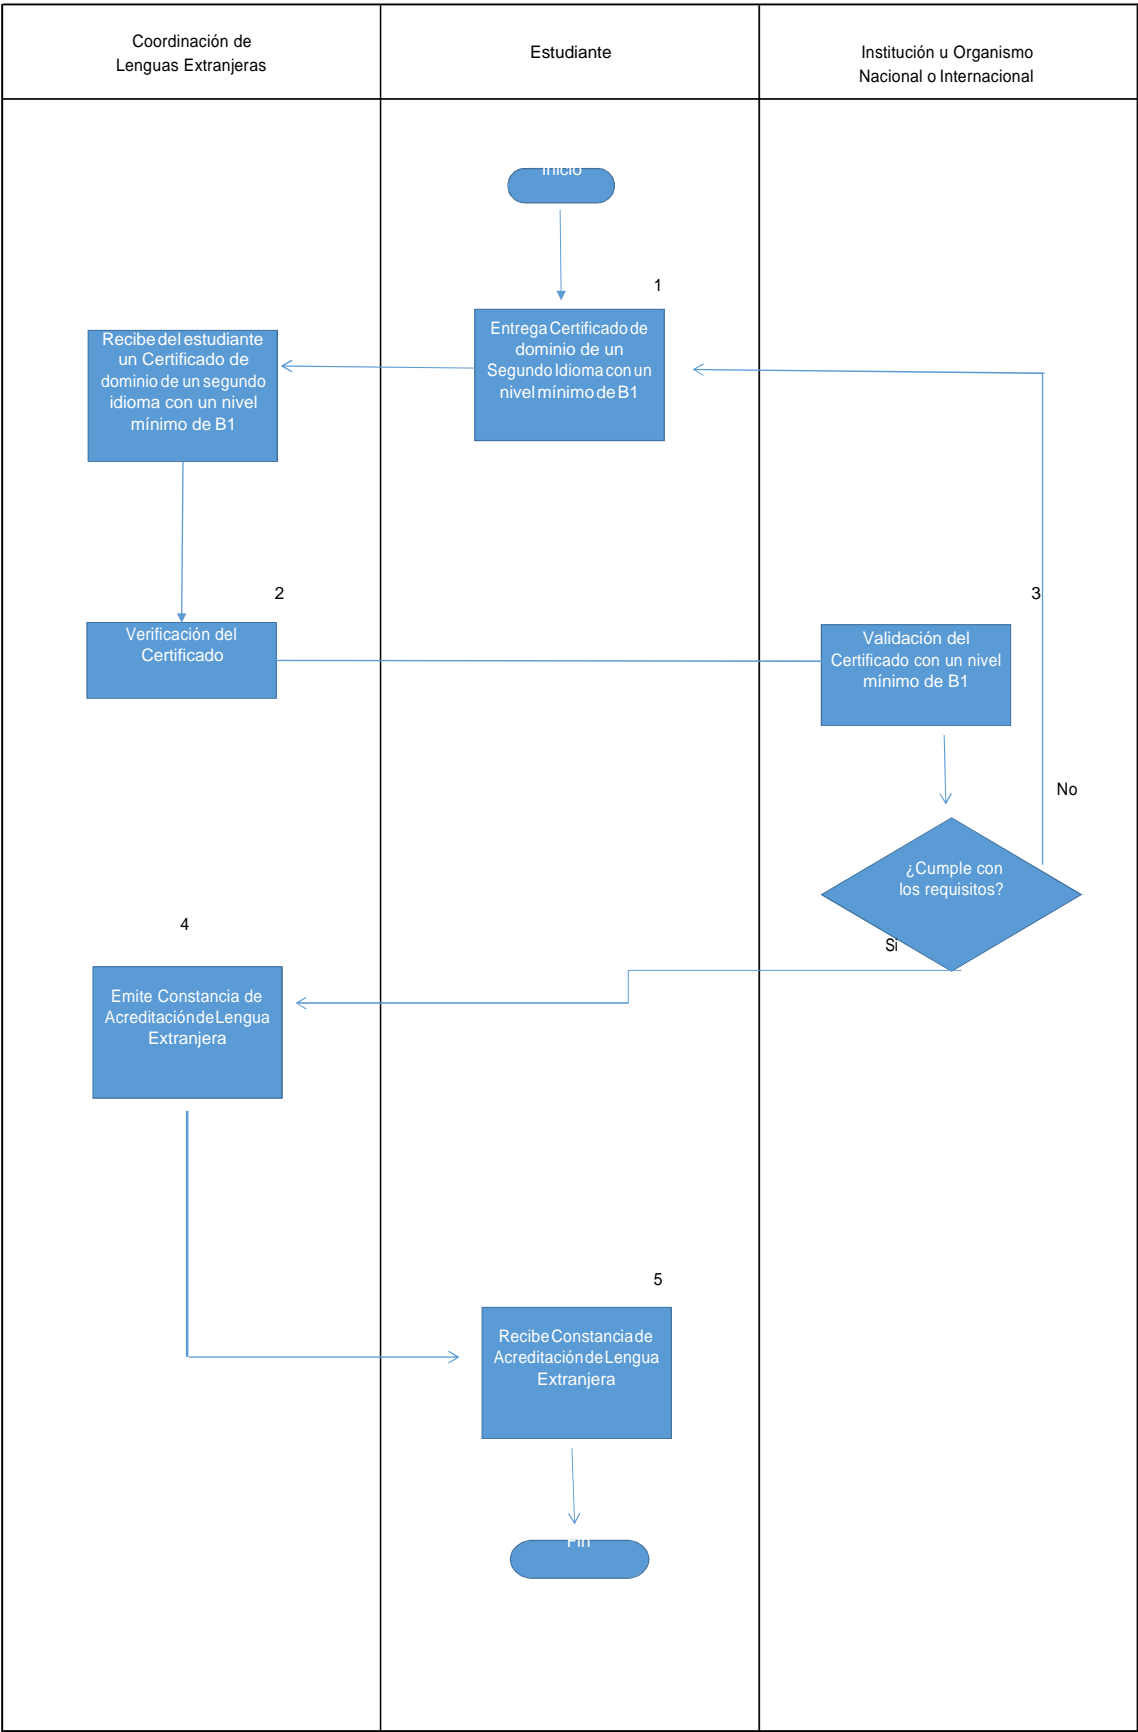 Coordinación de
Lenguas Extranjeras
Estudiante
Institución u Organismo
Nacional o Internacional
Inicio
1
Entrega Certificado de
dominio de un
Segundo Idioma con un
nivel mínimo de B1
Recibe del estudiante
un Certificado de
dominio de un segundo
idioma con un nivel
mínimo de B1
2
Verificación del
Certificado
3
Validación del
Certificado con un nivel
mínimo de B1
No
¿Cumple con
los requisitos?
Si
4
Emite Constancia de
Acreditación de Lengua
Extranjera
5
Recibe Constancia de
Acreditación de Lengua
Extranjera
Fin